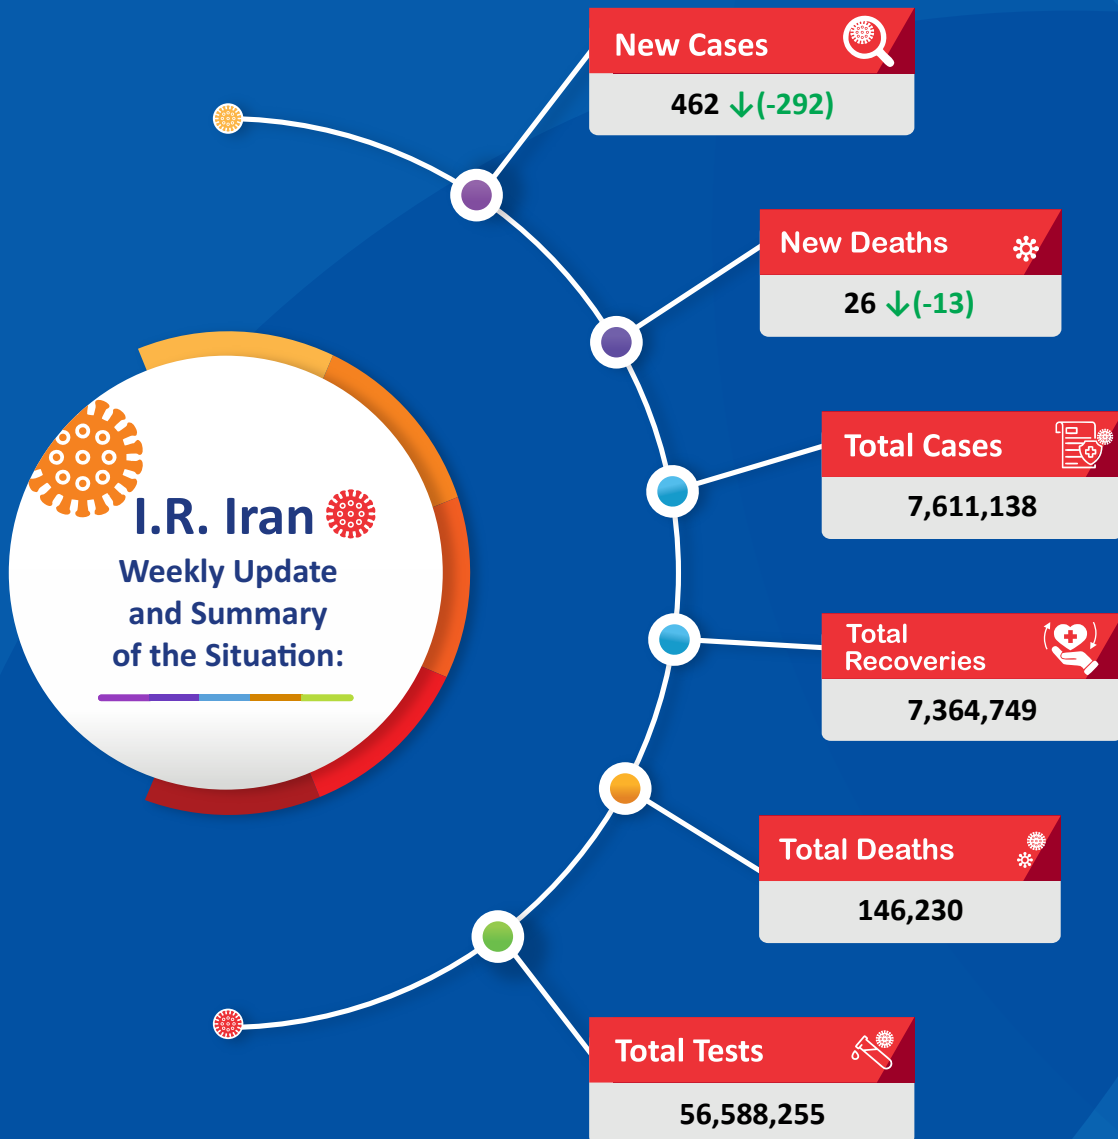 New Cases
462 ↓(-292)
New Deaths
26 ↓(-13)
Total Cases
7,611,138
I.R. Iran
Weekly Update
and Summary
of the Situation:
Total
Recoveries
7,364,749
Total Deaths
146,230
Total Tests
56,588,255